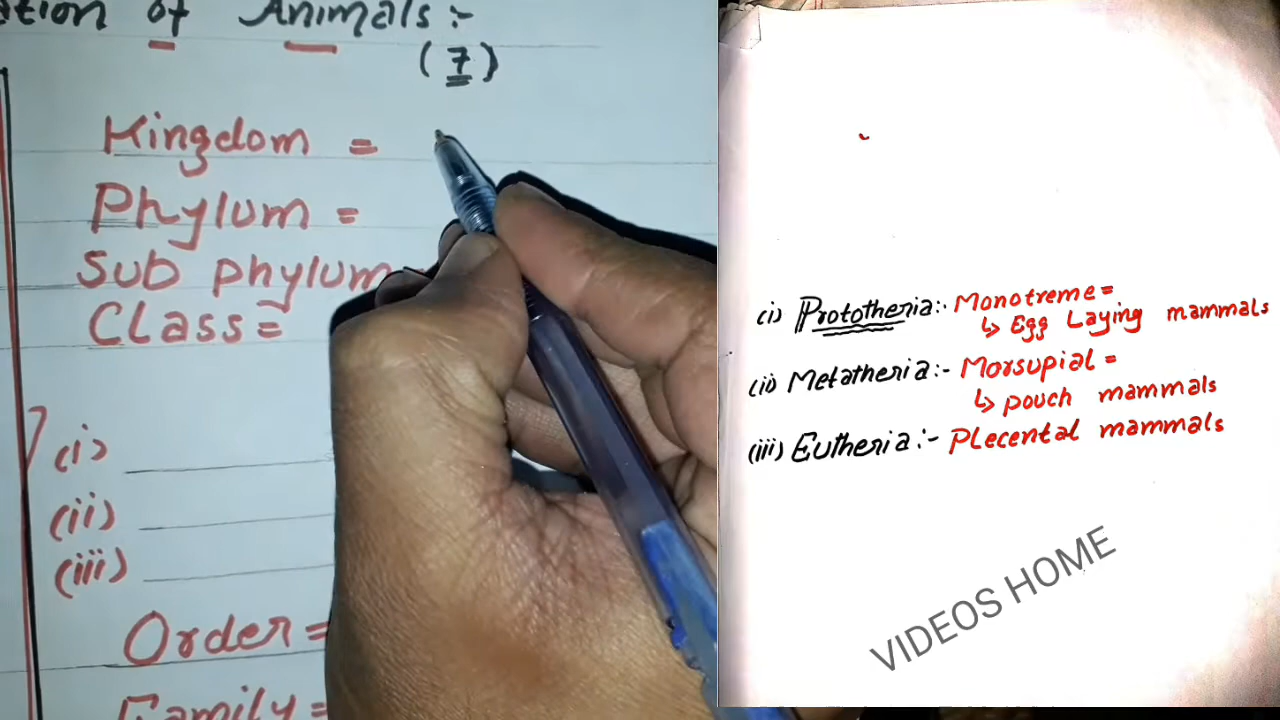 of Animals:-
(7)
Kingdom =
Phylum =
Sub phylum
Class=
(i)
(ii)
(iii)
Order=
Family=
(i) Prototheria:- Monotreme=
↳ Egg Laying mammals
(ii) Metatheria:- Morsupial =
↳ pouch mammals
(iii) Eutheria:- Plecental mammals
VIDEOS HOME